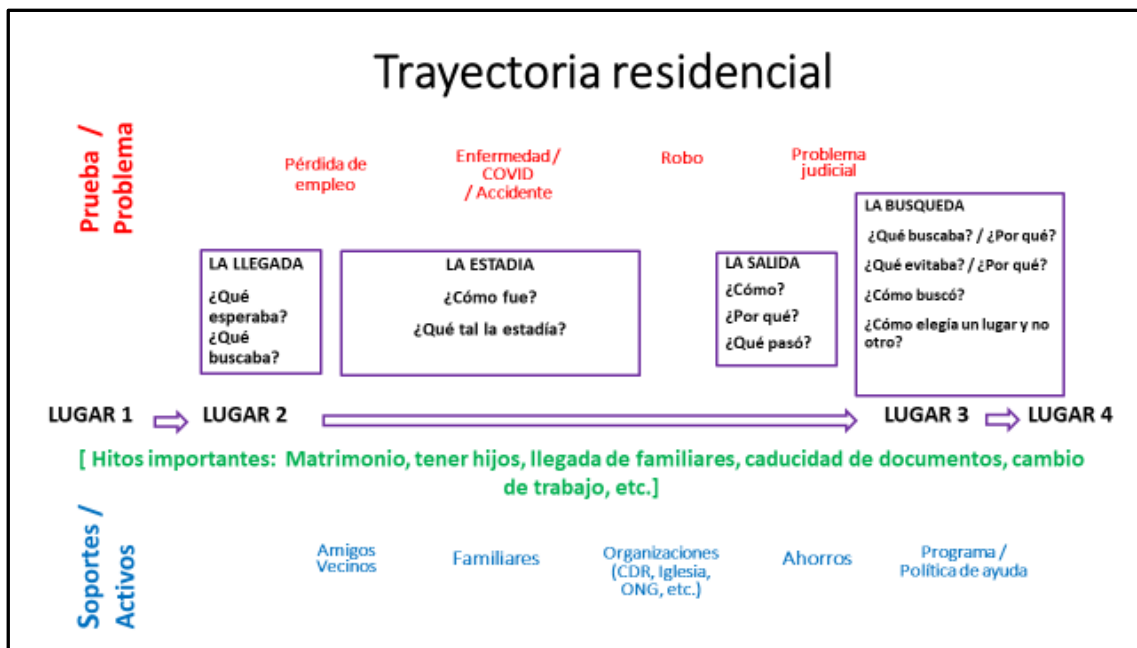 Trayectoria residencial
Prueba /
Problema
Pérdida de
empleo
Enfermedad /
COVID
/ Accidente
Robo
Problema
judicial
LA LLEGADA
¿Qué
esperaba?
¿Qué
buscaba?
LA ESTADIA
¿Cómo fue?
¿Qué tal la estadía?
LA SALIDA
¿Cómo?
¿Por qué?
¿Qué pasó?
LA BUSQUEDA
¿Qué buscaba? / ¿Por qué?
¿Qué evitaba? / ¿Por qué?
¿Cómo buscó?
¿Cómo elegía un lugar y no
otro?
LUGAR 1
LUGAR 2
LUGAR 3
LUGAR 4
[ Hitos importantes: Matrimonio, tener hijos, llegada de familiares, caducidad de documentos, cambio
de trabajo, etc.]
Soportes /
Activos
Amigos
Vecinos
Familiares
Organizaciones
(CDR, Iglesia,
ONG, etc.)
Ahorros
Programa /
Política de ayuda